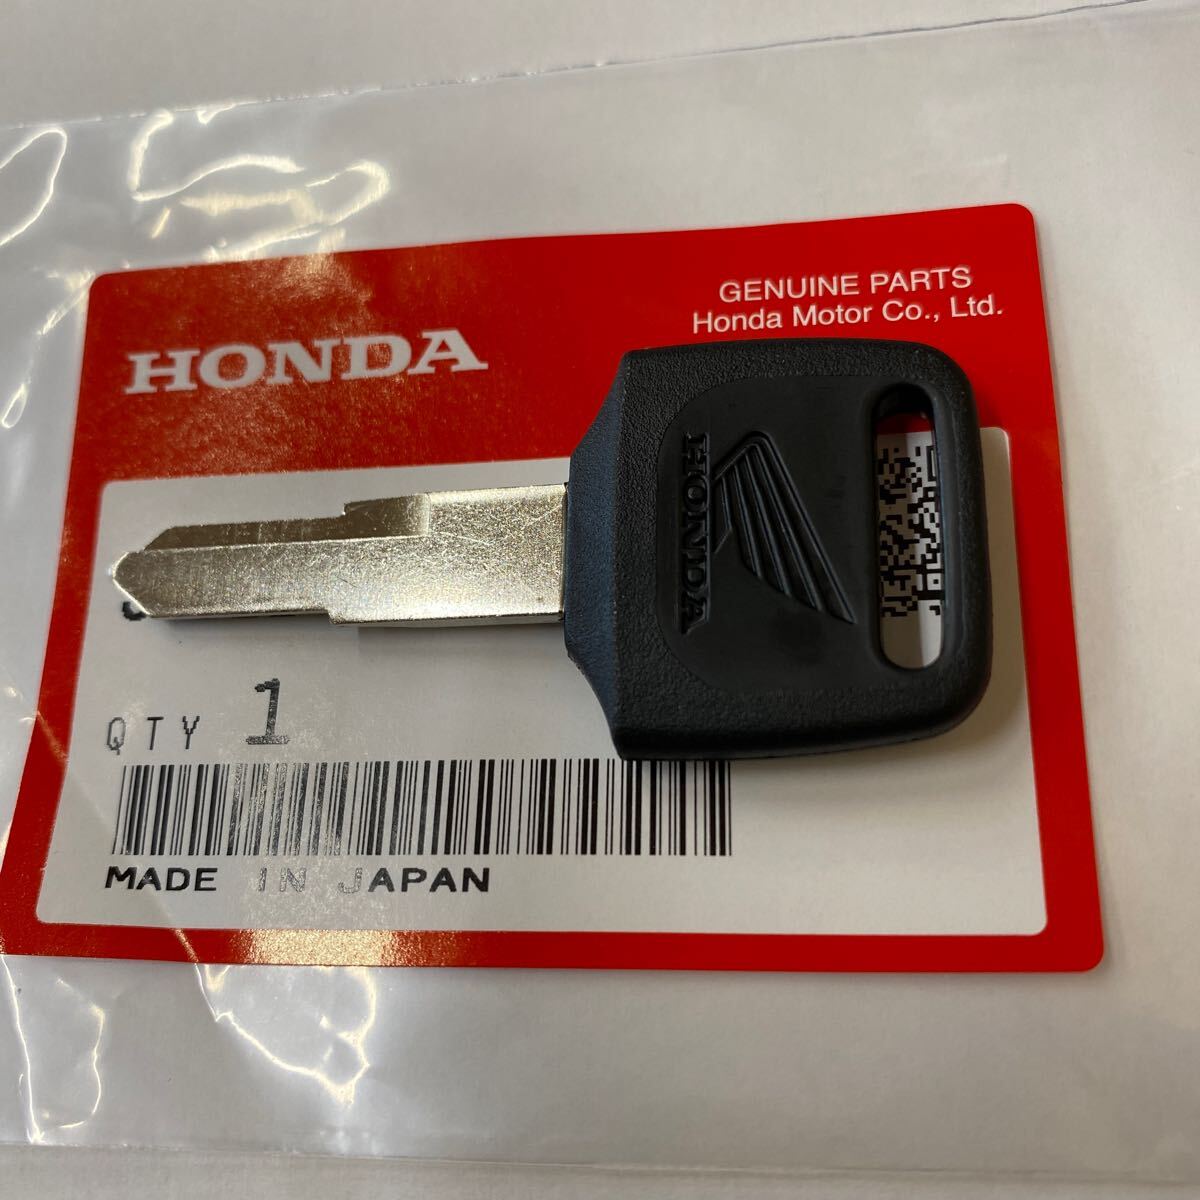 GENUINE PARTS
Honda Motor Co., Ltd.
HONDA
HONDA
QTY 1
MADE IN JAPAN